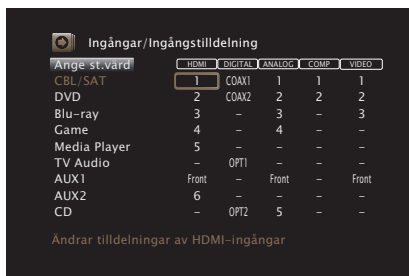 Ingångar/Ingångstilldelning
Ange st.värd HDMI DIGITAL ANALOG COMP VIDEO
CBL/SAT 1 COAX1 1 1 1
DVD 2 COAX2 2 2 2
Blu-ray 3 – 3 – 3
Game 4 – 4 – –
Media Player 5 – – – –
TV Audio – OPT1 – – –
AUX1 Front – Front – Front
AUX2 6 – – – –
CD – OPT2 5 – –
Ändrar tilldelningar av HDMI-ingångar